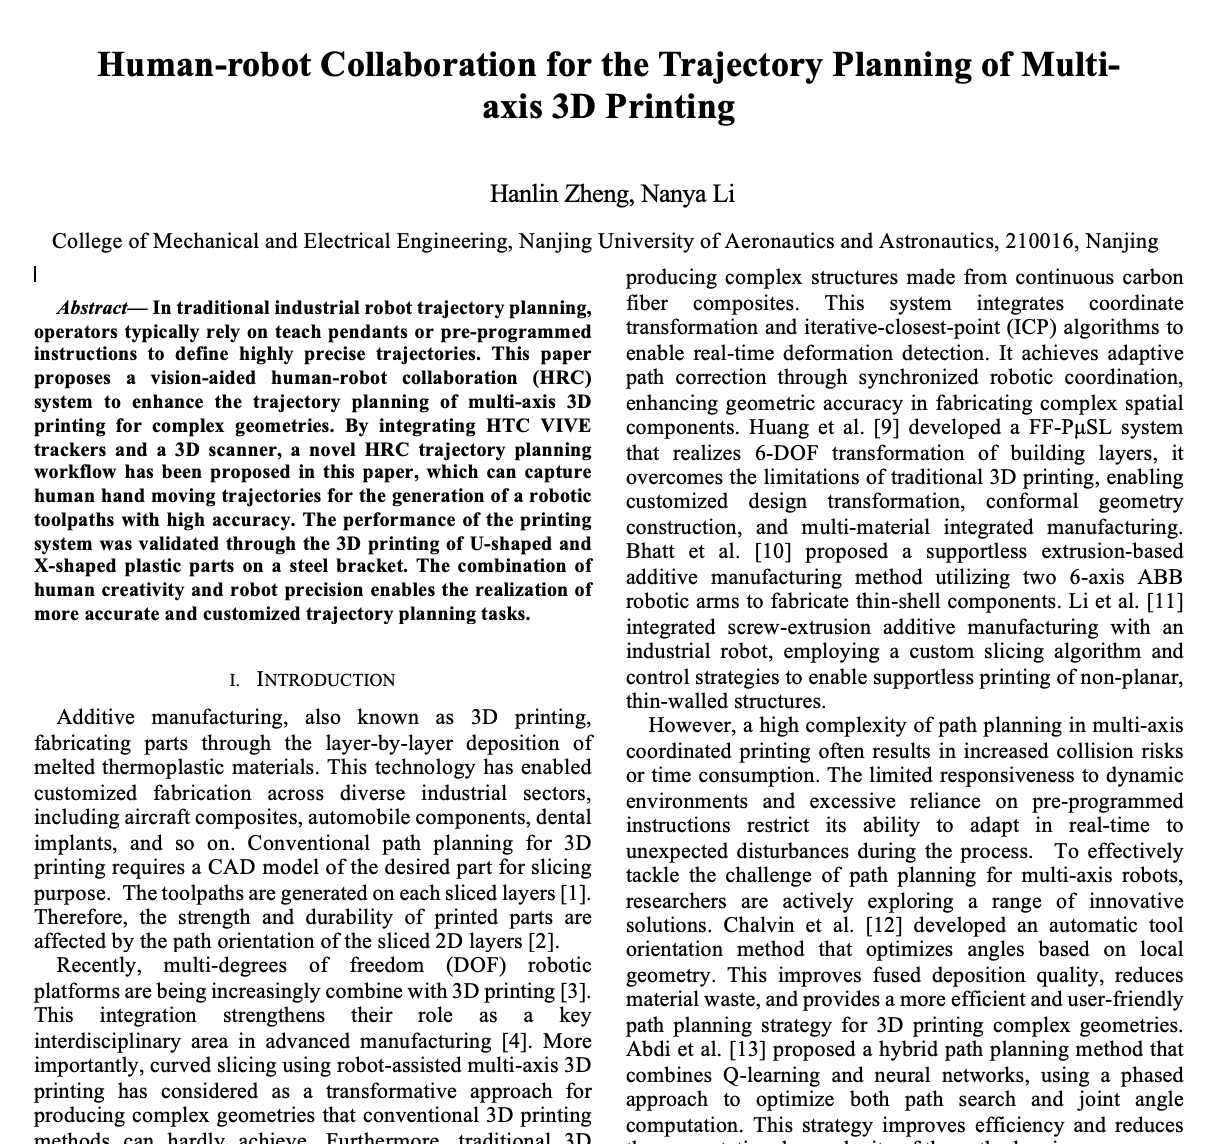 Human-robot Collaboration for the Trajectory Planning of Multi-
axis 3D Printing
Hanlin Zheng, Nanya Li
College of Mechanical and Electrical Engineering, Nanjing University of Aeronautics and Astronautics, 210016, Nanjing
Abstract— In traditional industrial robot trajectory planning,
operators typically rely on teach pendants or pre-programmed
instructions to define highly precise trajectories. This paper
proposes a vision-aided human-robot collaboration (HRC)
system to enhance the trajectory planning of multi-axis 3D
printing for complex geometries. By integrating HTC VIVE
trackers and a 3D scanner, a novel HRC trajectory planning
workflow has been proposed in this paper, which can capture
human hand moving trajectories for the generation of a robotic
toolpaths with high accuracy. The performance of the printing
system was validated through the 3D printing of U-shaped and
X-shaped plastic parts on a steel bracket. The combination of
human creativity and robot precision enables the realization of
more accurate and customized trajectory planning tasks.
I. INTRODUCTION
Additive manufacturing, also known as 3D printing,
fabricating parts through the layer-by-layer deposition of
melted thermoplastic materials. This technology has enabled
customized fabrication across diverse industrial sectors,
including aircraft composites, automobile components, dental
implants, and so on. Conventional path planning for 3D
printing requires a CAD model of the desired part for slicing
purpose. The toolpaths are generated on each sliced layers [1].
Therefore, the strength and durability of printed parts are
affected by the path orientation of the sliced 2D layers [2].
Recently, multi-degrees of freedom (DOF) robotic
platforms are being increasingly combine with 3D printing [3].
This integration strengthens their role as a key
interdisciplinary area in advanced manufacturing [4]. More
importantly, curved slicing using robot-assisted multi-axis 3D
printing has considered as a transformative approach for
producing complex geometries that conventional 3D printing
methods can hardly achieve. Furthermore, traditional 3D
producing complex structures made from continuous carbon
fiber composites. This system integrates coordinate
transformation and iterative-closest-point (ICP) algorithms to
enable real-time deformation detection. It achieves adaptive
path correction through synchronized robotic coordination,
enhancing geometric accuracy in fabricating complex spatial
components. Huang et al. [9] developed a FF-PμSL system
that realizes 6-DOF transformation of building layers, it
overcomes the limitations of traditional 3D printing, enabling
customized design transformation, conformal geometry
construction, and multi-material integrated manufacturing.
Bhatt et al. [10] proposed a supportless extrusion-based
additive manufacturing method utilizing two 6-axis ABB
robotic arms to fabricate thin-shell components. Li et al. [11]
integrated screw-extrusion additive manufacturing with an
industrial robot, employing a custom slicing algorithm and
control strategies to enable supportless printing of non-planar,
thin-walled structures.
However, a high complexity of path planning in multi-axis
coordinated printing often results in increased collision risks
or time consumption. The limited responsiveness to dynamic
environments and excessive reliance on pre-programmed
instructions restrict its ability to adapt in real-time to
unexpected disturbances during the process. To effectively
tackle the challenge of path planning for multi-axis robots,
researchers are actively exploring a range of innovative
solutions. Chalvin et al. [12] developed an automatic tool
orientation method that optimizes angles based on local
geometry. This improves fused deposition quality, reduces
material waste, and provides a more efficient and user-friendly
path planning strategy for 3D printing complex geometries.
Abdi et al. [13] proposed a hybrid path planning method that
combines Q-learning and neural networks, using a phased
approach to optimize both path search and joint angle
computation. This strategy improves efficiency and reduces